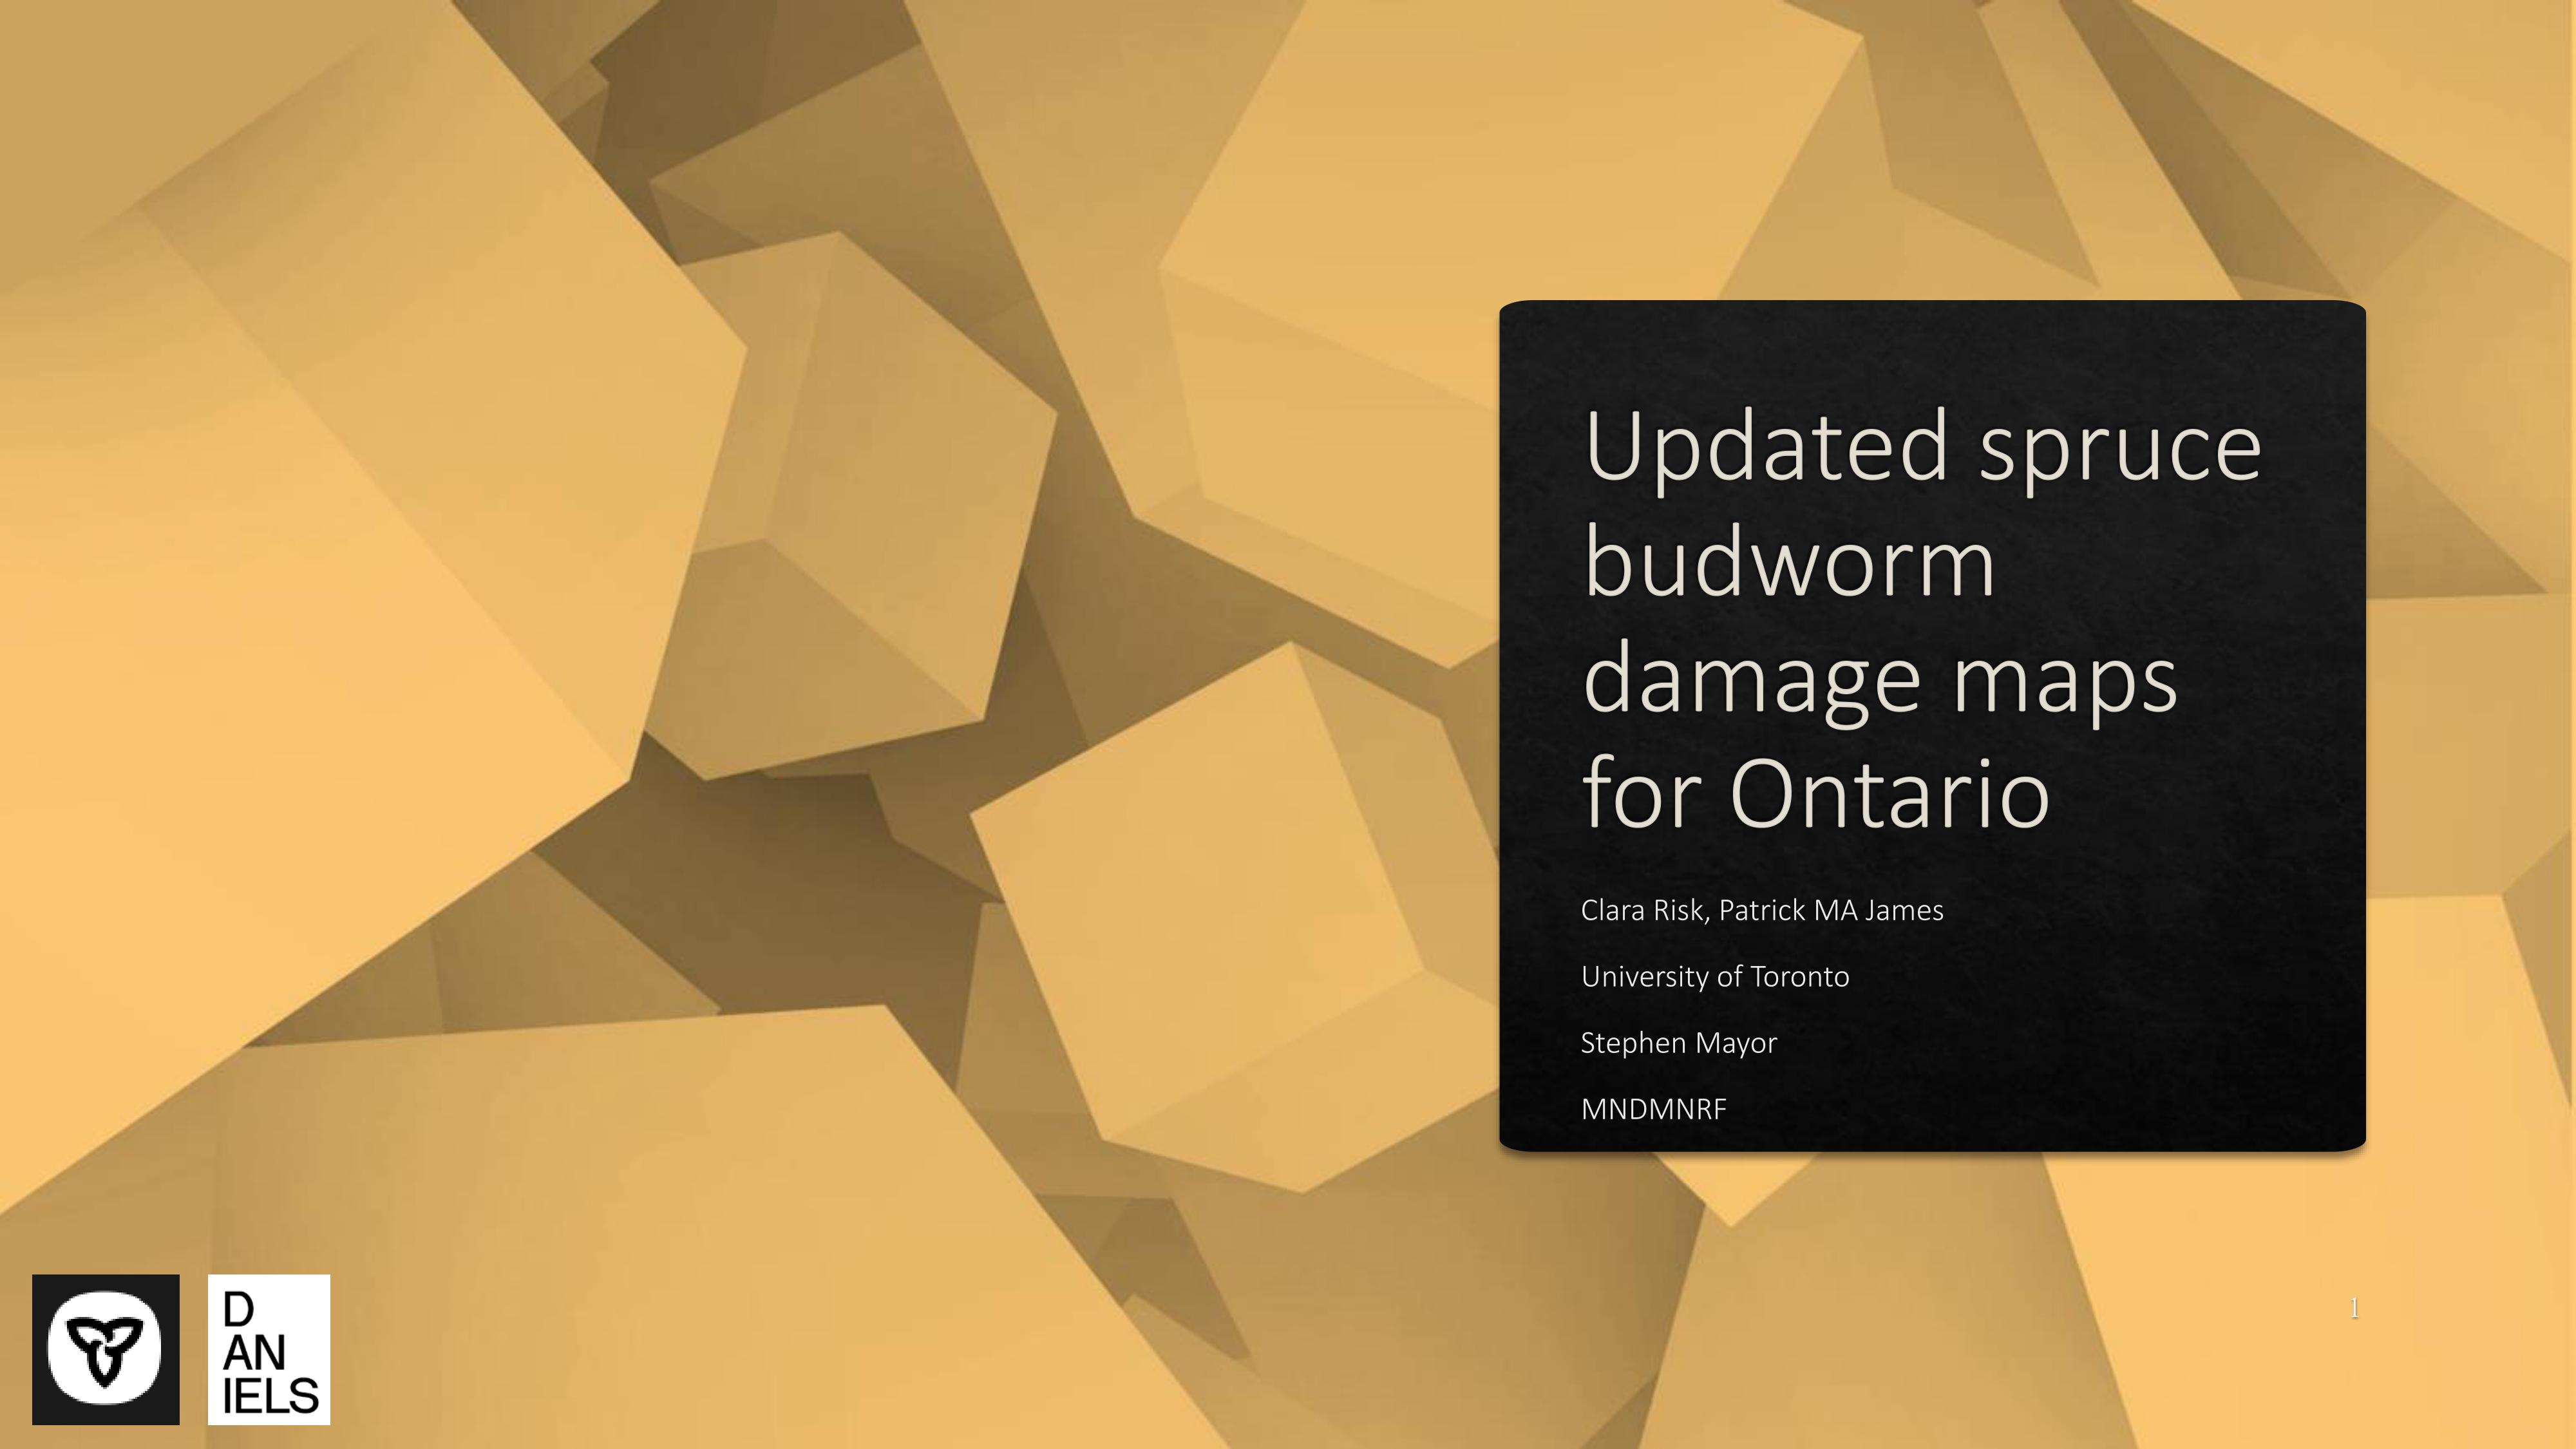 Updated spruce
budworm
damage maps
for Ontario
Clara Risk, Patrick MA James
University of Toronto
Stephen Mayor
MNDMNRF
D
AN
IELS
1